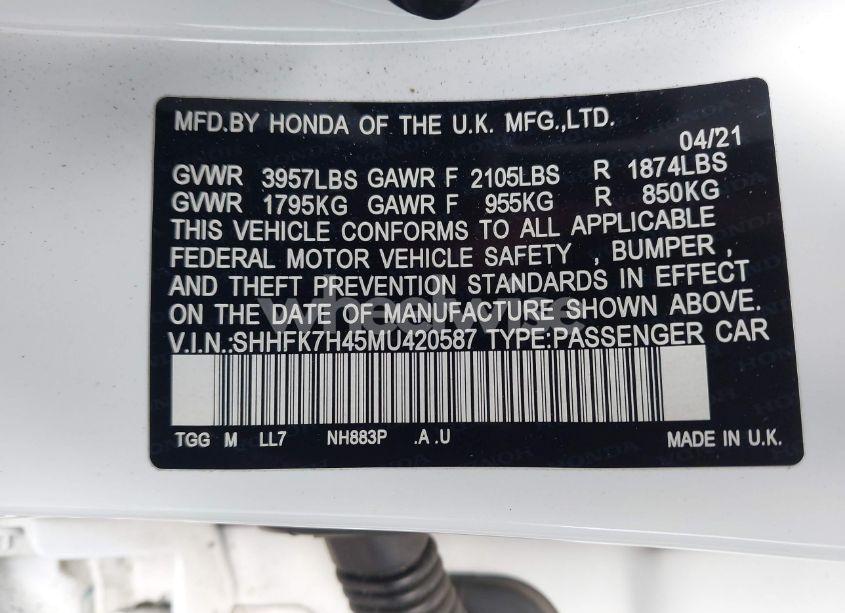 MFD.BY HONDA OF THE U.K. MFG.,LTD.
04/21
GVWR 3957LBS GAWR F 2105LBS R 1874LBS
GVWR 1795KG GAWR F 955KG R 850KG
THIS VEHICLE CONFORMS TO ALL APPLICABLE
FEDERAL MOTOR VEHICLE SAFETY , BUMPER ,
AND THEFT PREVENTION STANDARDS IN EFFECT
ON THE DATE OF MANUFACTURE SHOWN ABOVE.
wheelwise
V.I.N.:SHHFK7H45MU420587 TYPE:PASSENGER CAR
TGG M LL7 NH883P .A .U MADE IN U.K.